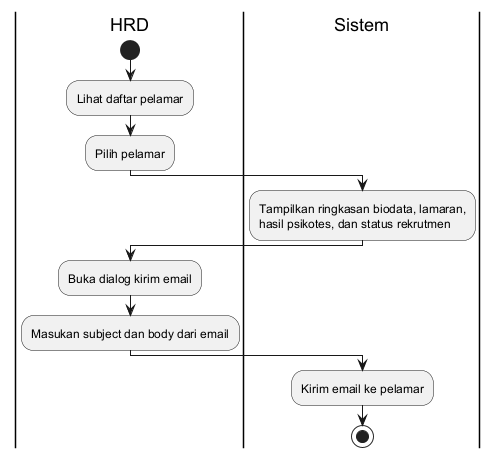 HRD
Sistem
Lihat daftar pelamar
Pilih pelamar
Tampilkan ringkasan biodata, lamaran,
hasil psikotes, dan status rekrutmen
Buka dialog kirim email
Masukan subject dan body dari email
Kirim email ke pelamar